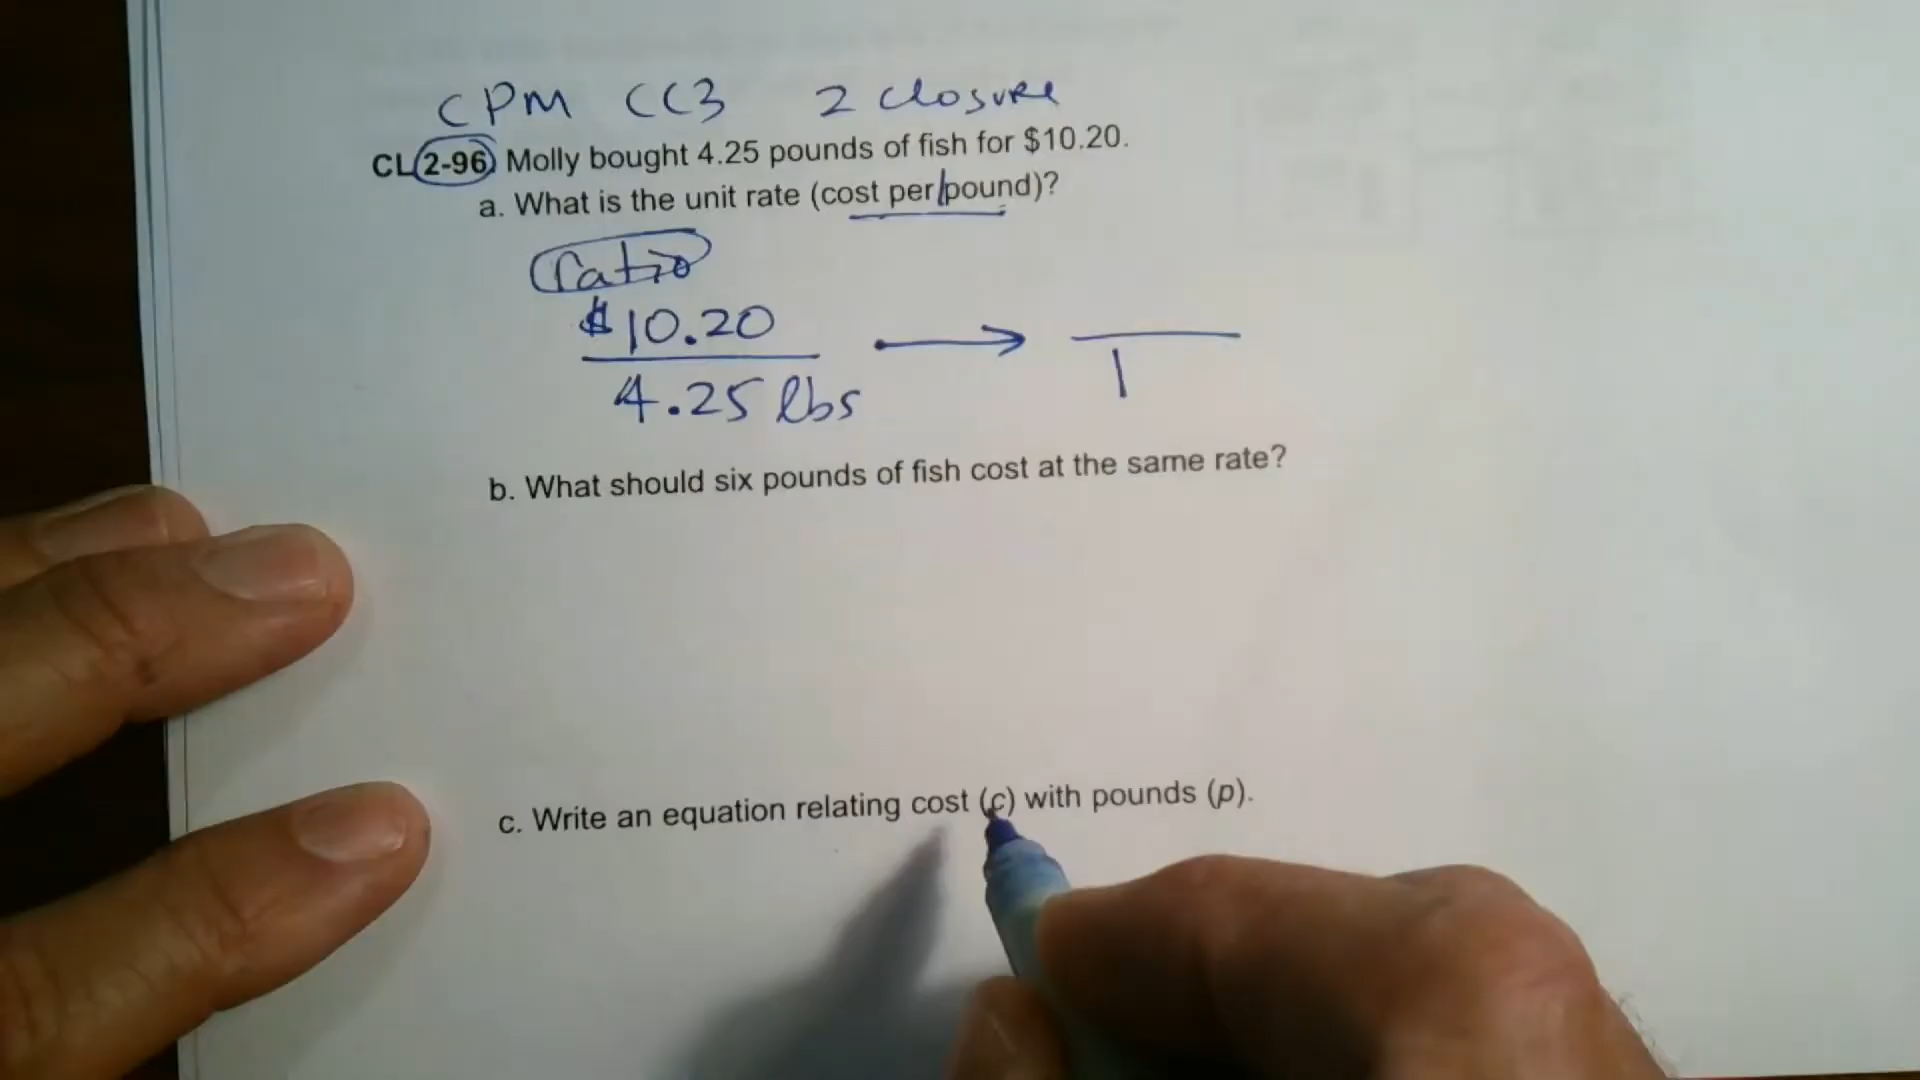 CPM CC3 2 closure
CL 2-96 Molly bought 4.25 pounds of fish for $10.20.
a. What is the unit rate (cost per pound)?
ratio
$10.20
4.25 lbs
1
b. What should six pounds of fish cost at the same rate?
c. Write an equation relating cost (c) with pounds (p).